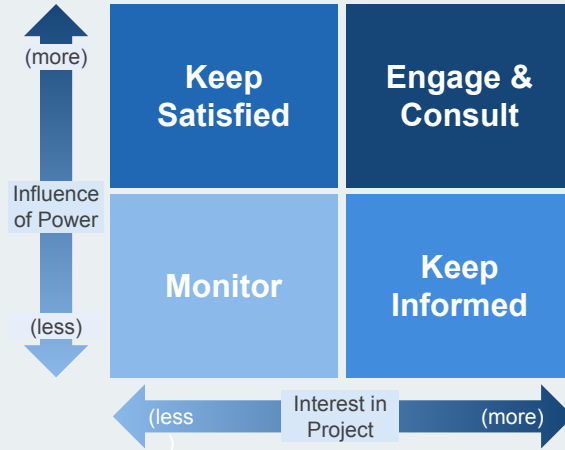 (more)
Influence
of Power
(less)
Keep
Satisfied
Engage &
Consult
Monitor
Keep
Informed
(less
)
Interest in
Project
(more)